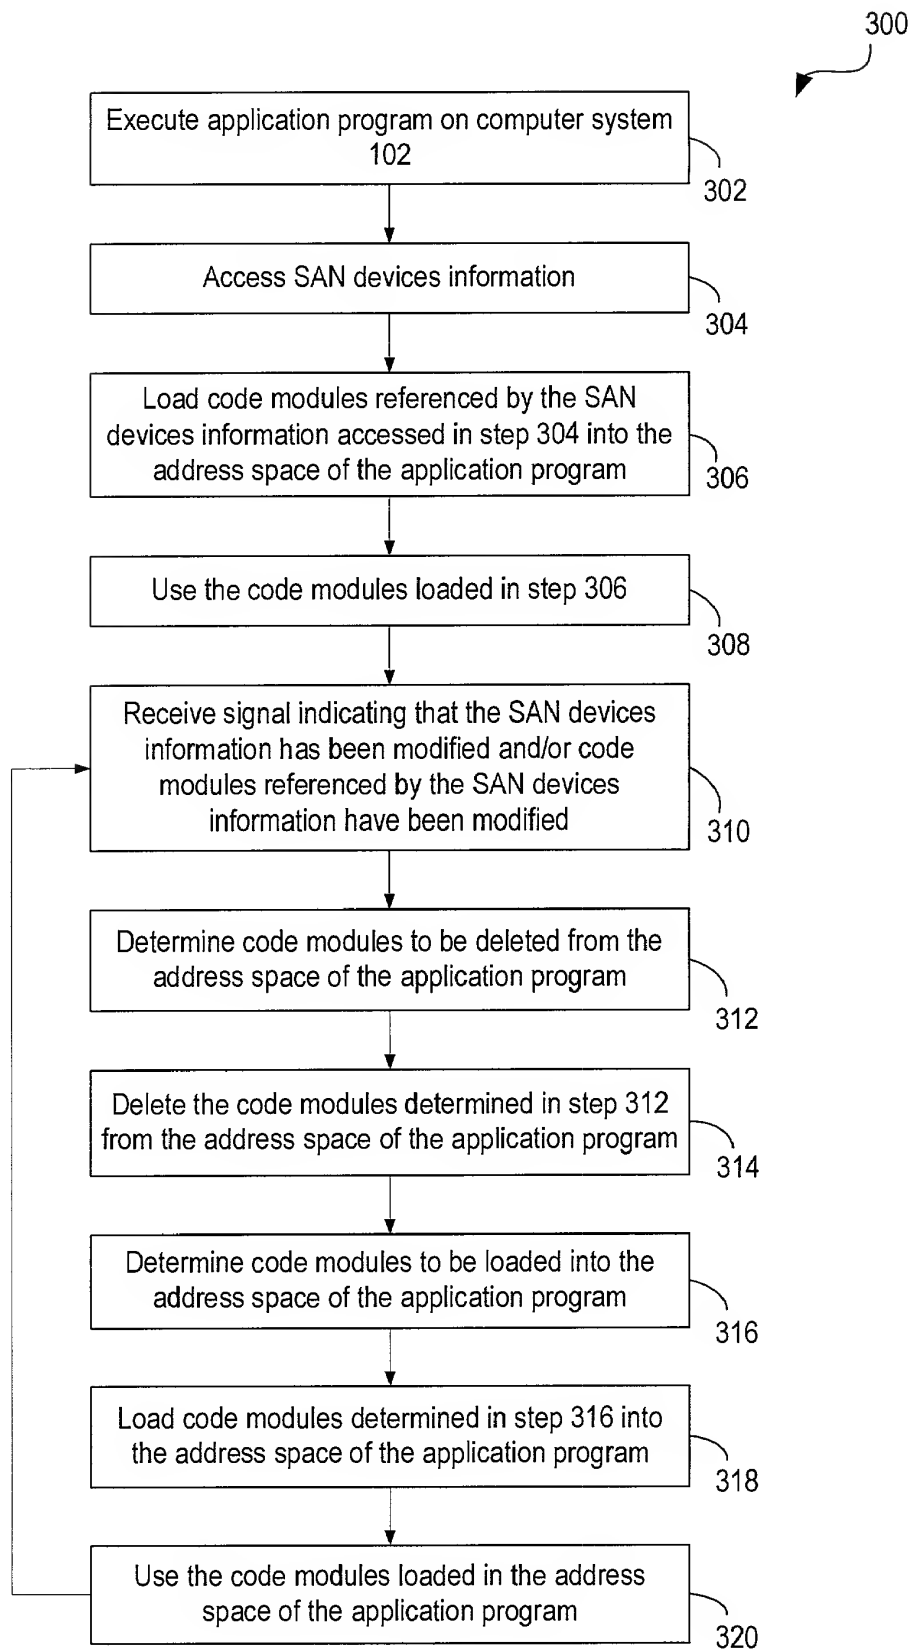 300
Execute application program on computer system
102
302
Access SAN devices information
304
Load code modules referenced by the SAN
devices information accessed in step 304 into the
address space of the application program
306
Use the code modules loaded in step 306
308
Receive signal indicating that the SAN devices
information has been modified and/or code
modules referenced by the SAN devices
information have been modified
310
Determine code modules to be deleted from the
address space of the application program
312
Delete the code modules determined in step 312
from the address space of the application program
314
Determine code modules to be loaded into the
address space of the application program
316
Load code modules determined in step 316 into
the address space of the application program
318
Use the code modules loaded in the address
space of the application program
320